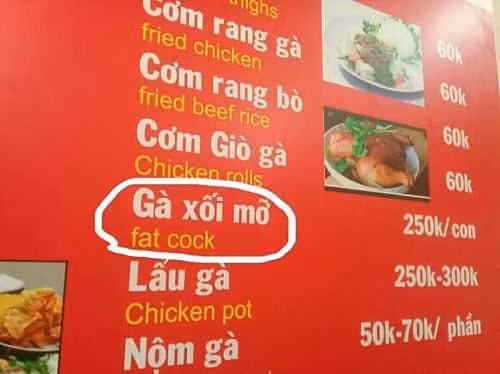 thighs
Cơm rang gà
fried chicken
60k
Cơm rang bò
fried beef rice
60k
Cơm Giò gà
Chicken rolls
60k
60k
Gà xối mỡ
fat cock
250k/con
Lẩu gà
Chicken pot
250k-300k
Nộm gà
50k-70k/ phần